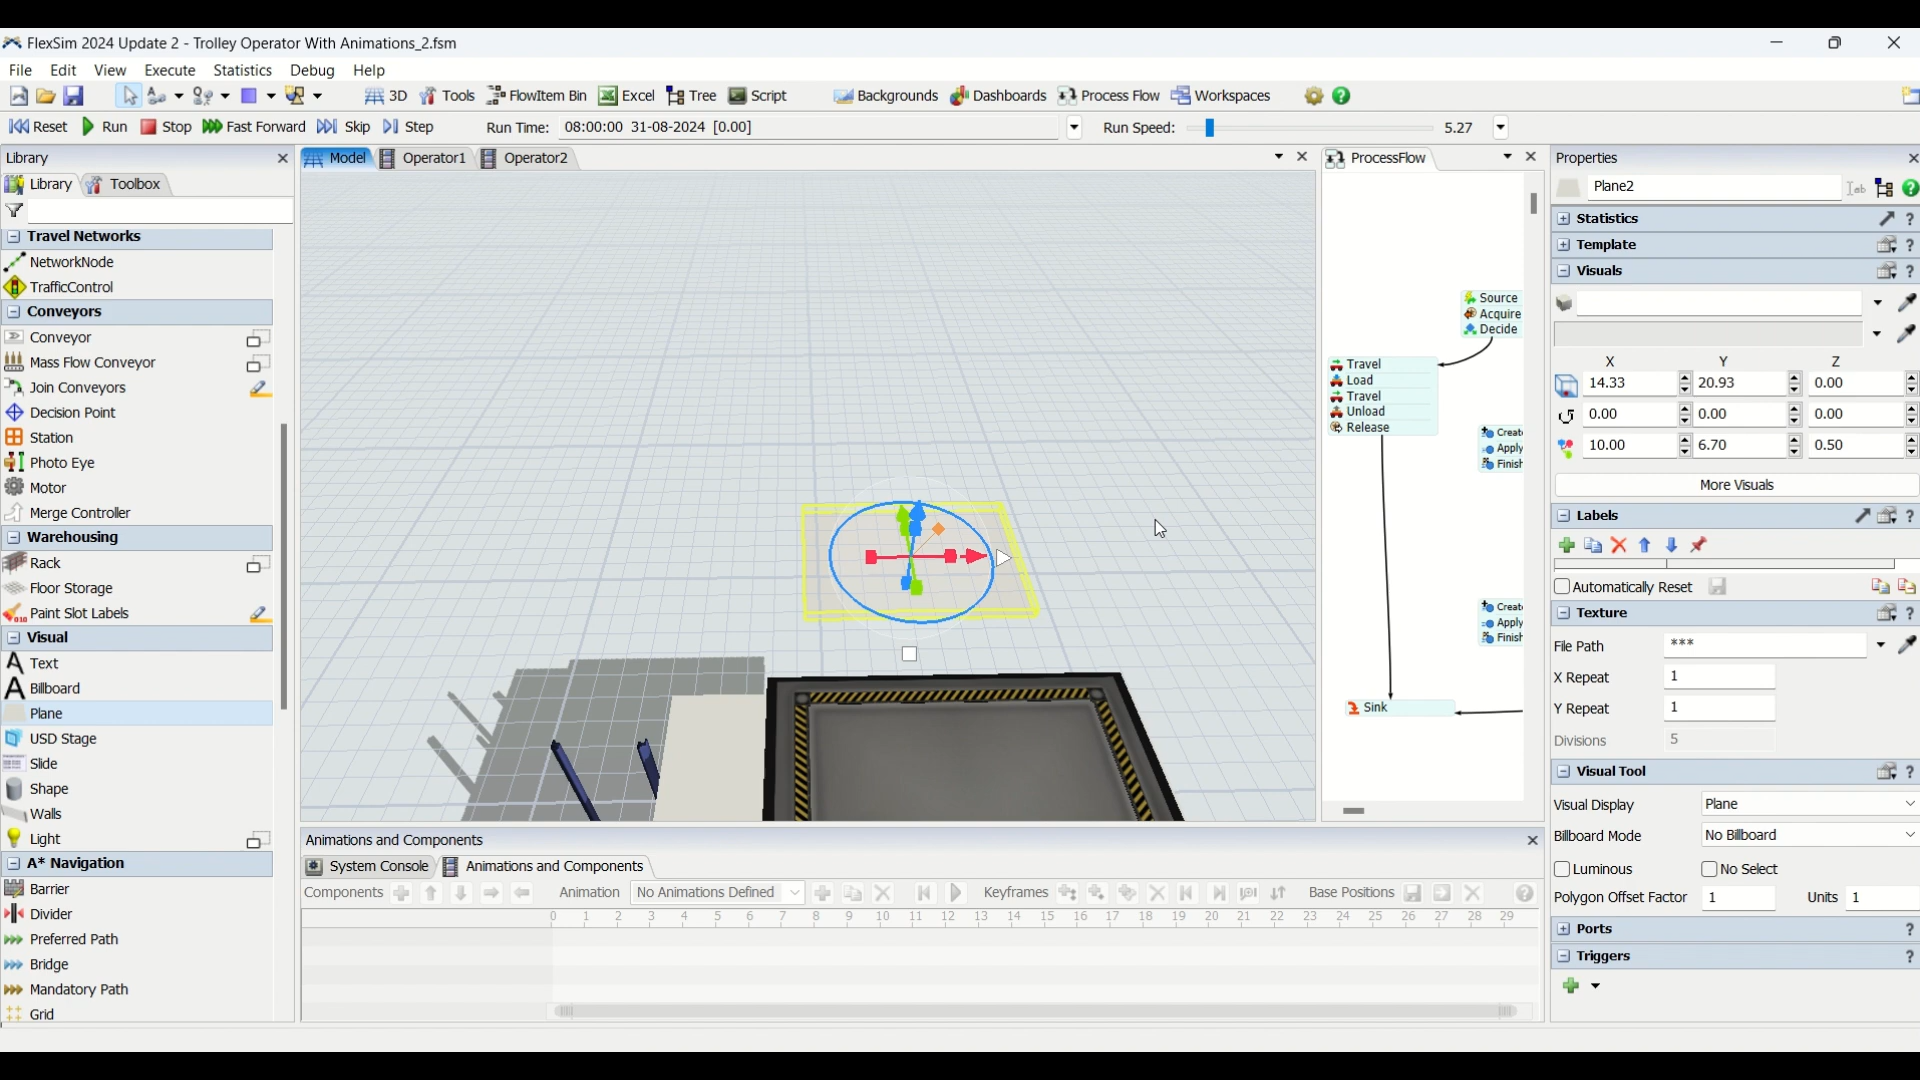 FlexSim 2024 Update 2 - Trolley Operator With Animations_2.fsm
File Edit View Execute Statistics Debug Help
3D Tools FlowItem Bin Excel Tree Script Backgrounds Dashboards Process Flow Workspaces
Reset Run Stop Fast Forward Skip Step Run Time: 08:00:00 31-08-2024 [0.00] Run Speed: 5.27
Library
Library Toolbox
Travel Networks
NetworkNode
TrafficControl
Conveyors
Conveyor
Mass Flow Conveyor
Join Conveyors
Decision Point
Station
Photo Eye
Motor
Merge Conveyor
Warehousing
Rack
Floor Storage
Paint Slot Labels
Visual
Text
Billboard
Plane
USD Stage
Slide
Shape
Walls
Light
A* Navigation
Barrier
Divider
Preferred Path
Bridge
Mandatory Path
Grid
Model Operator1 Operator2
ProcessFlow
Source
Acquire
Decide
Travel
Load
Travel
Unload
Release
Create
Apply
Finish
Create
Apply
Finish
Sink
Animations and Components
System Console Animations and Components
Components Animation No Animations Defined Keyframes Base Positions
0 1 2 3 4 5 6 7 8 9 10 11 12 13 14 15 16 17 18 19 20 21 22 23 24 25 26 27 28 29
Properties
Plane2
Statistics
Template
Visuals
X Y Z
14.33 20.93 0.00
0.00 0.00 0.00
10.00 6.70 0.50
More Visuals
Labels
Automatically Reset
Texture
File Path ***
X Repeat 1
Y Repeat 1
Divisions 5
Visual Tool
Visual Display Plane
Billboard Mode No Billboard
Luminous No Select
Polygon Offset Factor 1 Units 1
Ports
Triggers